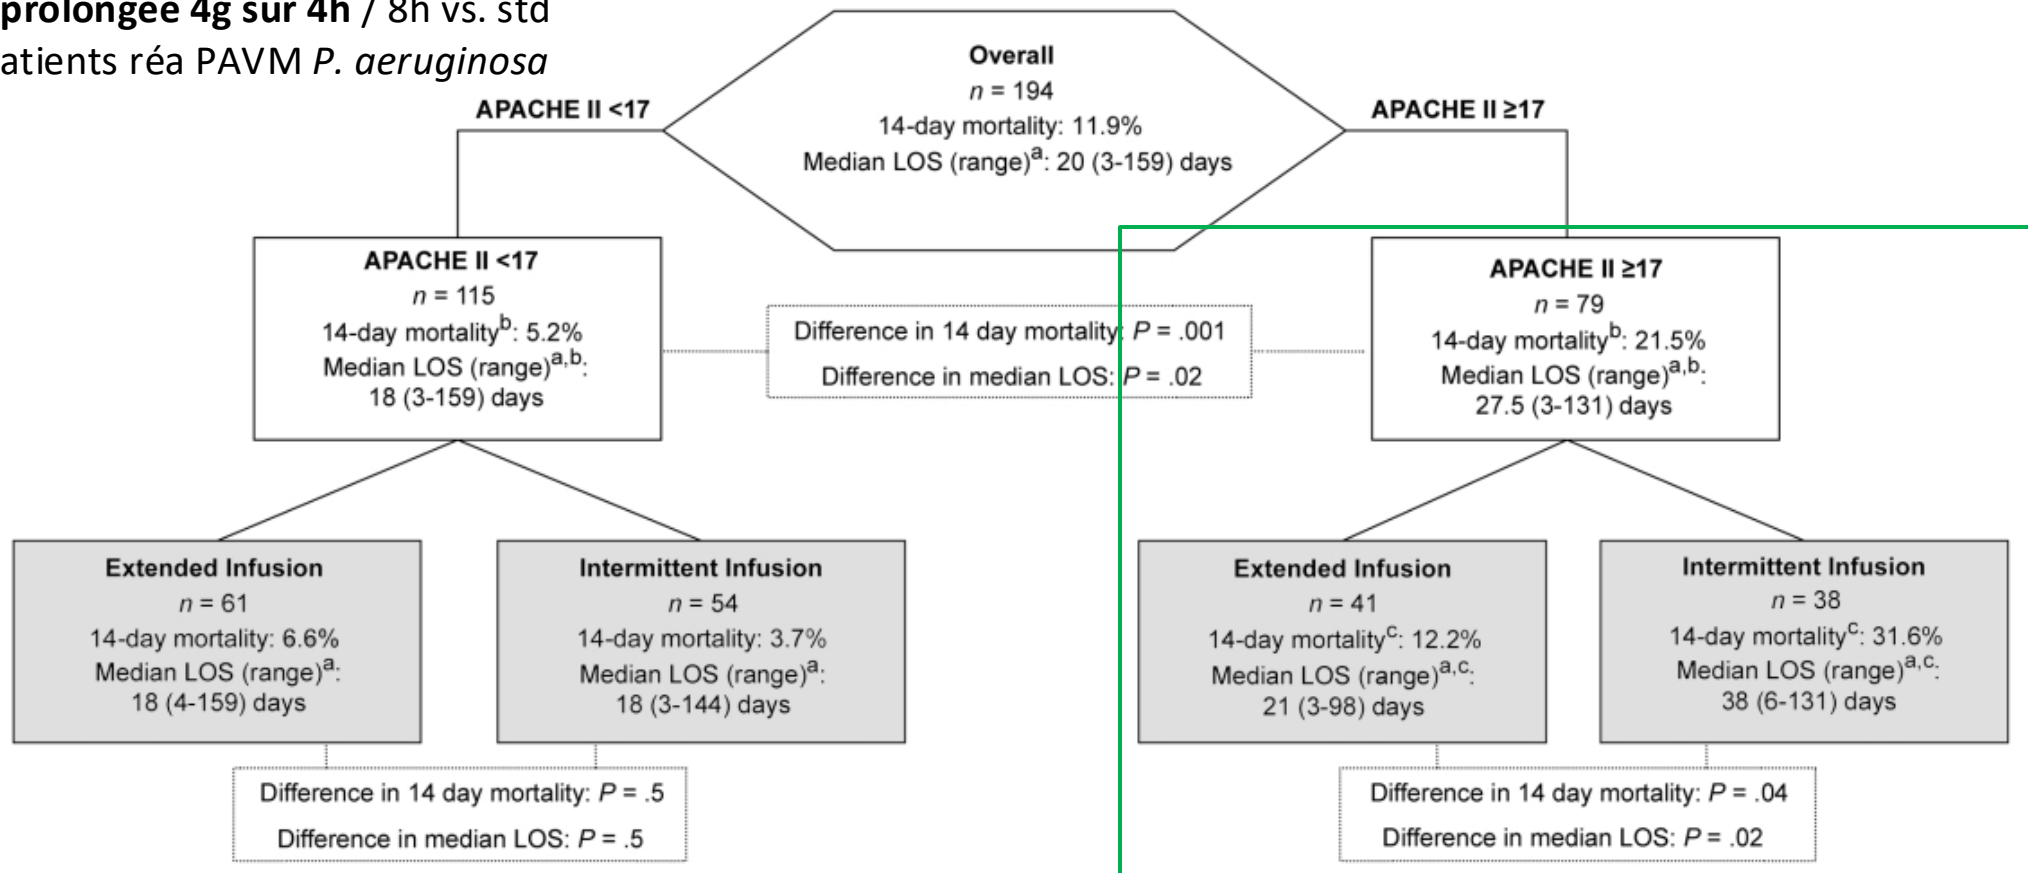 prolongée 4g sur 4h / 8h vs. std
atients réa PAVM P. aeruginosa
Overall
n = 194
14-day mortality: 11.9%
Median LOS (range)a: 20 (3-159) days
APACHE II <17
APACHE II ≥17
APACHE II <17
n = 115
14-day mortalityb: 5.2%
Median LOS (range)a,b:
18 (3-159) days
Difference in 14 day mortality: P = .001
Difference in median LOS: P = .02
APACHE II ≥17
n = 79
14-day mortalityb: 21.5%
Median LOS (range)a,b:
27.5 (3-131) days
Extended Infusion
n = 61
14-day mortality: 6.6%
Median LOS (range)a:
18 (4-159) days
Intermittent Infusion
n = 54
14-day mortality: 3.7%
Median LOS (range)a:
18 (3-144) days
Difference in 14 day mortality: P = .5
Difference in median LOS: P = .5
Extended Infusion
n = 41
14-day mortalityc: 12.2%
Median LOS (range)a,c:
21 (3-98) days
Intermittent Infusion
n = 38
14-day mortalityc: 31.6%
Median LOS (range)a,c:
38 (6-131) days
Difference in 14 day mortality: P = .04
Difference in median LOS: P = .02